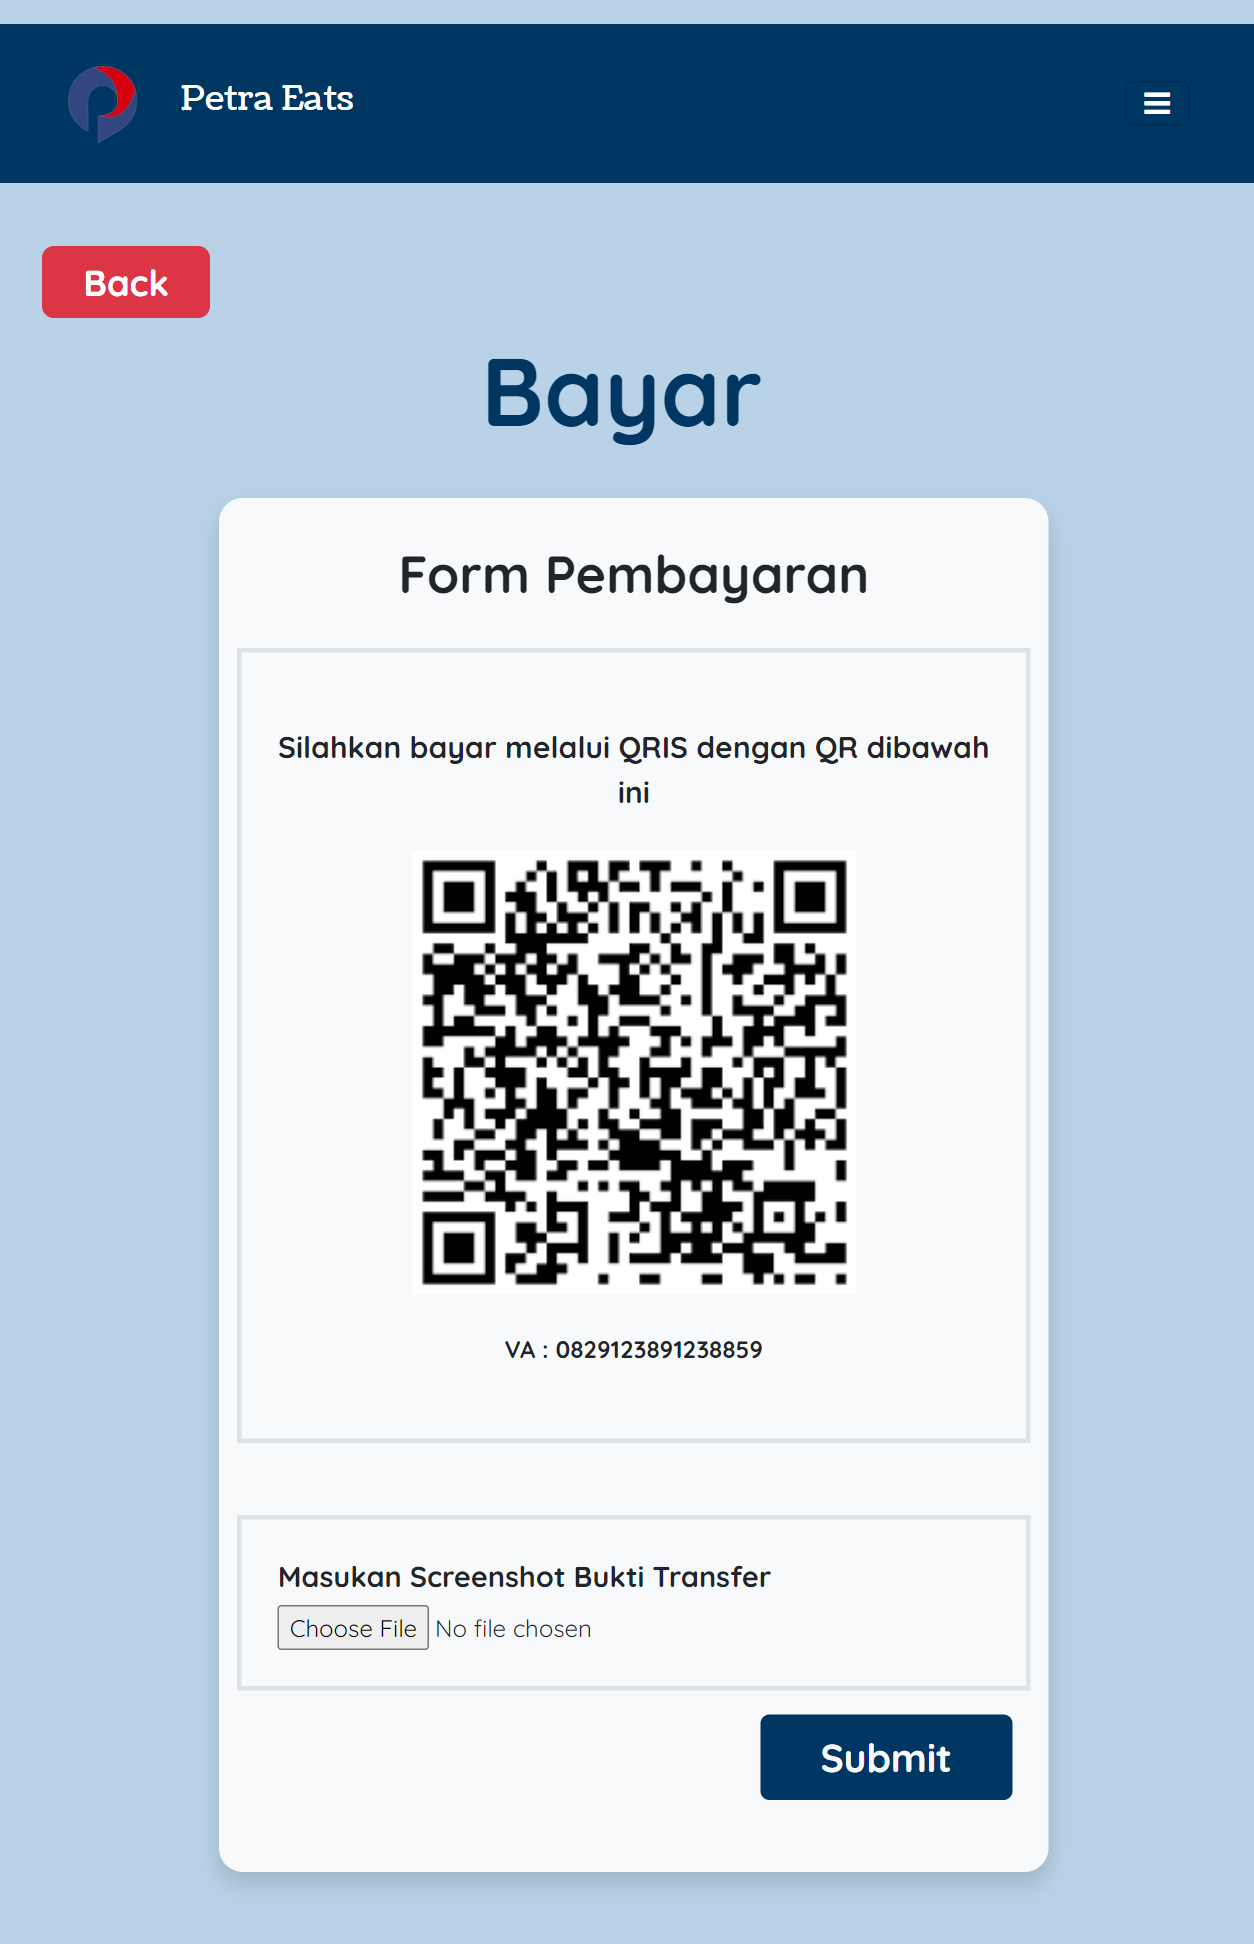 Petra Eats
Back
Bayar
Form Pembayaran
Silahkan bayar melalui QRIS dengan QR dibawah
ini
VA : 0829123891238859
Masukan Screenshot Bukti Transfer
Choose File No file chosen
Submit